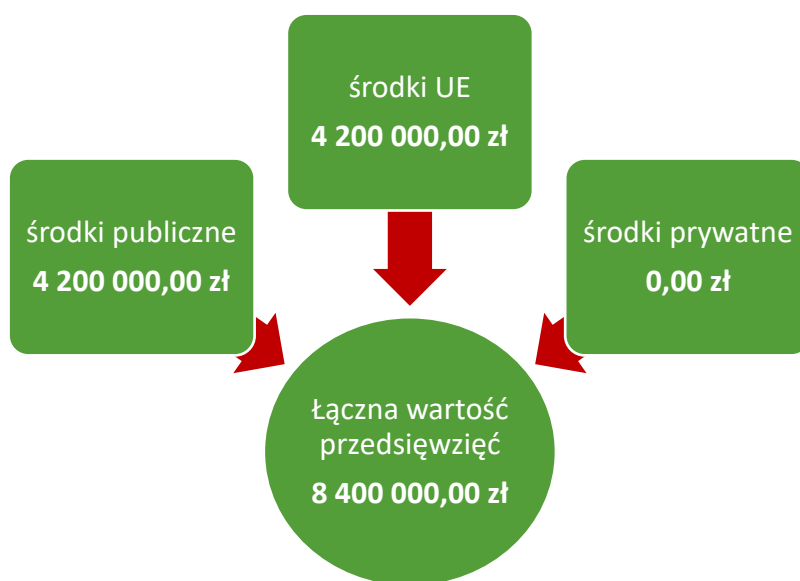 środki UE
4 200 000,00 zł
środki publiczne
4 200 000,00 zł
środki prywatne
0,00 zł
Łączna wartość
przedsięwzięć
8 400 000,00 zł